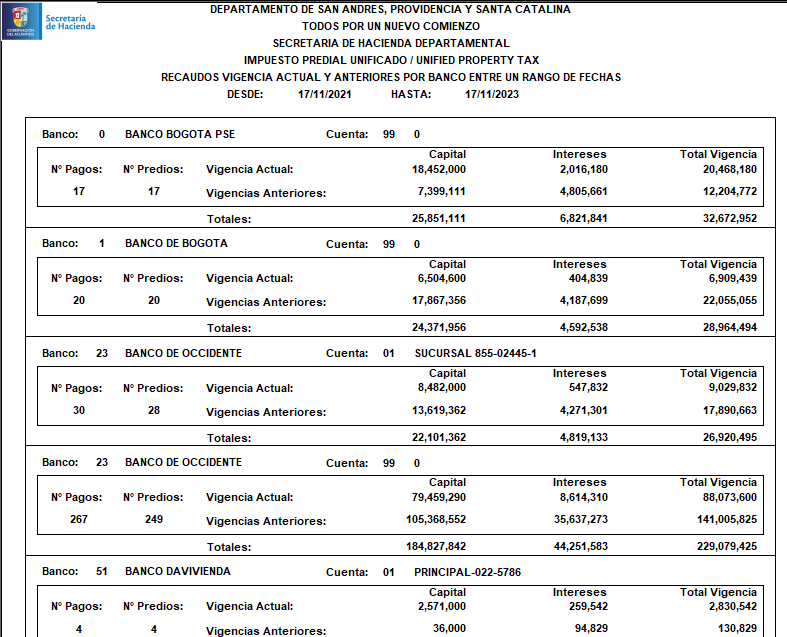 GOBERNACIÓN
DEL ATLÁNTICO
Secretaría
de Hacienda
DEPARTAMENTO DE SAN ANDRES, PROVIDENCIA Y SANTA CATALINA
TODOS POR UN NUEVO COMIENZO
SECRETARIA DE HACIENDA DEPARTAMENTAL
IMPUESTO PREDIAL UNIFICADO / UNIFIED PROPERTY TAX
RECAUDOS VIGENCIA ACTUAL Y ANTERIORES POR BANCO ENTRE UN RANGO DE FECHAS
DESDE: 17/11/2021 HASTA: 17/11/2023
Banco: 0 BANCO BOGOTA PSE Cuenta: 99 0
Capital Intereses Total Vigencia
Nº Pagos: Nº Predios: Vigencia Actual: 18,452,000 2,016,180 20,468,180
17 17 Vigencias Anteriores: 7,399,111 4,805,661 12,204,772
Totales: 25,851,111 6,821,841 32,672,952
Banco: 1 BANCO DE BOGOTA Cuenta: 99 0
Capital Intereses Total Vigencia
Nº Pagos: Nº Predios: Vigencia Actual: 6,504,600 404,839 6,909,439
20 20 Vigencias Anteriores: 17,867,356 4,187,699 22,055,055
Totales: 24,371,956 4,592,538 28,964,494
Banco: 23 BANCO DE OCCIDENTE Cuenta: 01 SUCURSAL 855-02445-1
Capital Intereses Total Vigencia
Nº Pagos: Nº Predios: Vigencia Actual: 8,482,000 547,832 9,029,832
30 28 Vigencias Anteriores: 13,619,362 4,271,301 17,890,663
Totales: 22,101,362 4,819,133 26,920,495
Banco: 23 BANCO DE OCCIDENTE Cuenta: 99 0
Capital Intereses Total Vigencia
Nº Pagos: Nº Predios: Vigencia Actual: 79,459,290 8,614,310 88,073,600
267 249 Vigencias Anteriores: 105,368,552 35,637,273 141,005,825
Totales: 184,827,842 44,251,583 229,079,425
Banco: 51 BANCO DAVIVIENDA Cuenta: 01 PRINCIPAL-022-5786
Capital Intereses Total Vigencia
Nº Pagos: Nº Predios: Vigencia Actual: 2,571,000 259,542 2,830,542
4 4 Vigencias Anteriores: 36,000 94,829 130,829